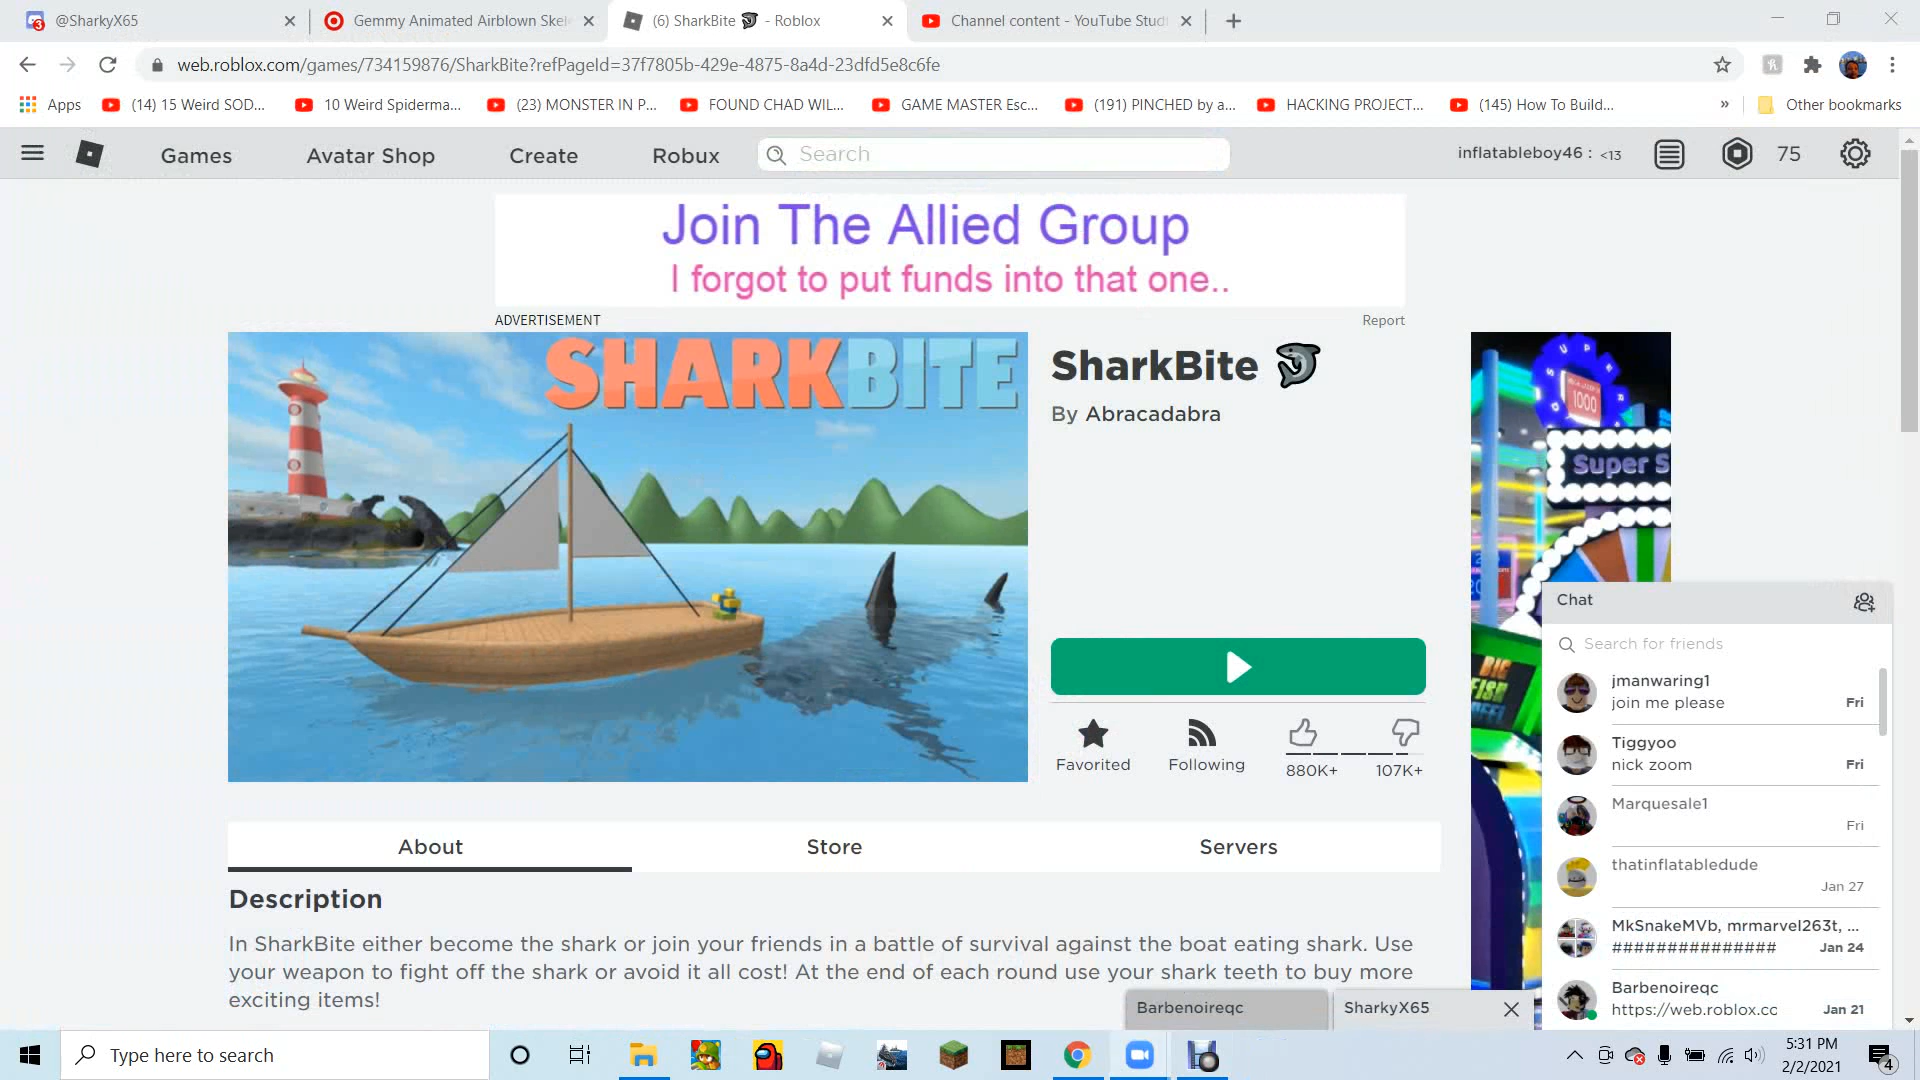 @SharkyX65
Gemmy Animated Airblown Skel
(6) SharkBite - Roblox
Channel content - YouTube Studi
web.roblox.com/games/734159876/SharkBite?refPageId=37f7805b-429e-4875-8a4d-23dfd5e8c6fe
Apps
(14) 15 Weird SOD...
10 Weird Spiderma...
(23) MONSTER IN P...
FOUND CHAD WIL...
GAME MASTER Esc...
(191) PINCHED by a...
HACKING PROJECT...
(145) How To Build...
»
Other bookmarks
Games
Avatar Shop
Create
Robux
Search
inflatableboy46 : <13
75
Join The Allied Group
I forgot to put funds into that one..
ADVERTISEMENT
Report
SHARKBITE
SharkBite
By Abracadabra
SUPER
1000
Super S
BIG
FISH
Favorited
Following
880K+
107K+
About
Store
Servers
Description
In SharkBite either become the shark or join your friends in a battle of survival against the boat eating shark. Use
your weapon to fight off the shark or avoid it all cost! At the end of each round use your shark teeth to buy more
exciting items!
Chat
Search for friends
jmanwaring1
join me please
Fri
Tiggyoo
nick zoom
Fri
Marquesale1
Fri
thatinflatabledude
Jan 27
MkSnakeMVb, mrmarvel263t, ...
###############
Jan 24
Barbenoireqc
https://web.roblox.cc
Jan 21
Barbenoireqc
SharkyX65
Type here to search
5:31 PM
2/2/2021
4